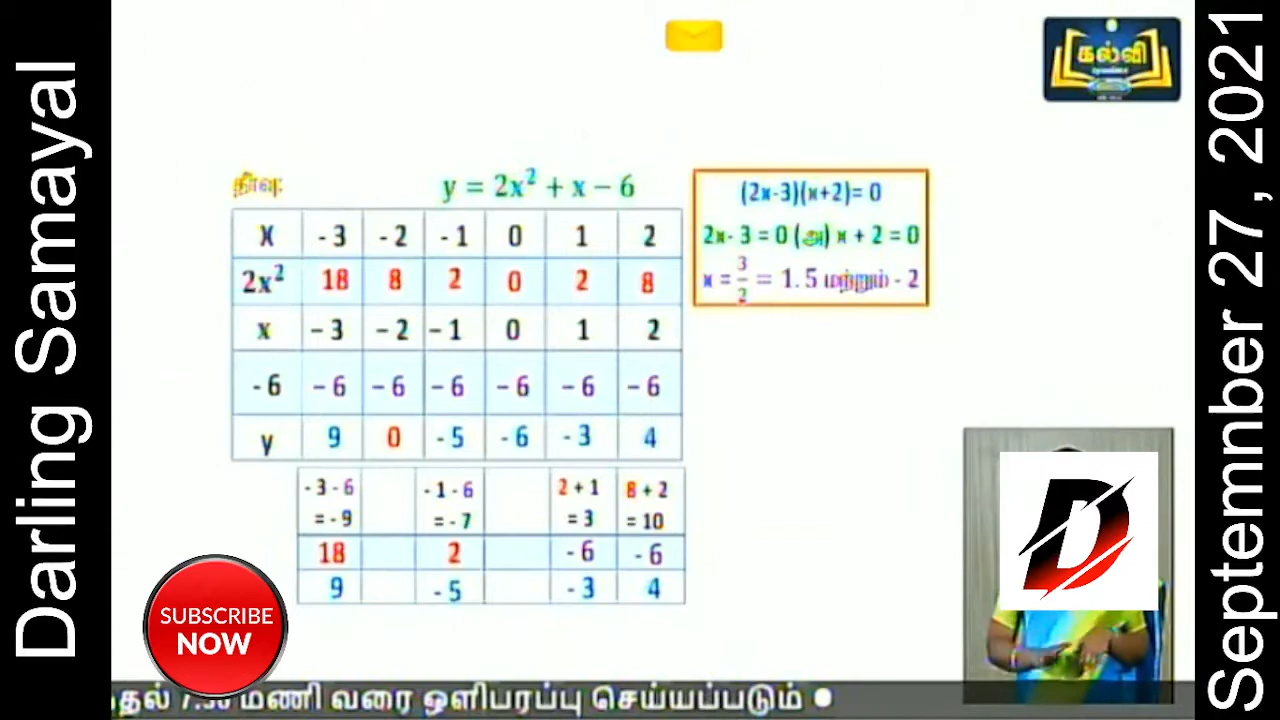 Darling Samayal
September 27, 2021
கல்வி
தீர்வு:
y = 2x² + x − 6
X -3 -2 -1 0 1 2
2x² 18 8 2 0 2 8
x −3 −2 −1 0 1 2
-6 −6 −6 −6 −6 −6 −6
y 9 0 -5 -6 -3 4
-3-6 -1-6 2+1 8+2
=-9 =-7 =3 =10
18 2 -6 -6
9 -5 -3 4
(2x-3)(x+2)= 0
2x-3 = 0 (அ) x + 2 = 0
x = 3/2 = 1.5 மற்றும் - 2
D
SUBSCRIBE
NOW
மணி வரை ஒளிபரப்பு செய்யப்படும் ●